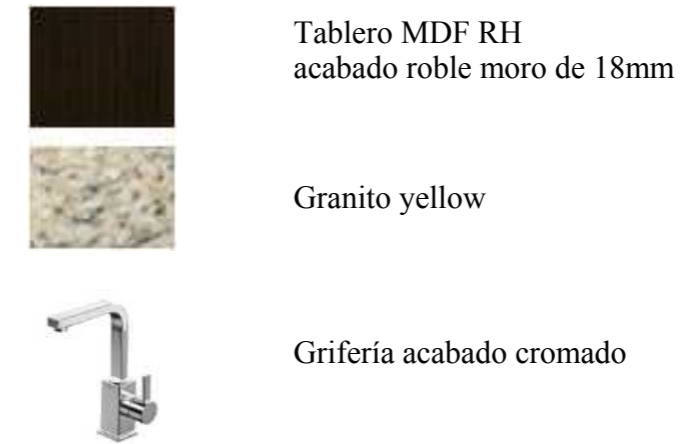 Tablero MDF RH
acabado roble moro de 18mm
Granito yellow
Grifería acabado cromado